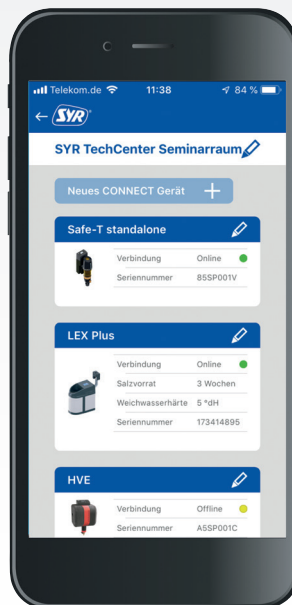 Telekom.de 11:38 84 %
SYR
SYR TechCenter Seminarraum
Neues CONNECT Gerät
Safe-T standalone
Verbindung Online
Seriennummer 85SP001V
LEX Plus
Verbindung Online
Salzvorrat 3 Wochen
Weichwasserhärte 5 °dH
Seriennummer 173414895
HVE
Verbindung Offline
Seriennummer A5SP001C